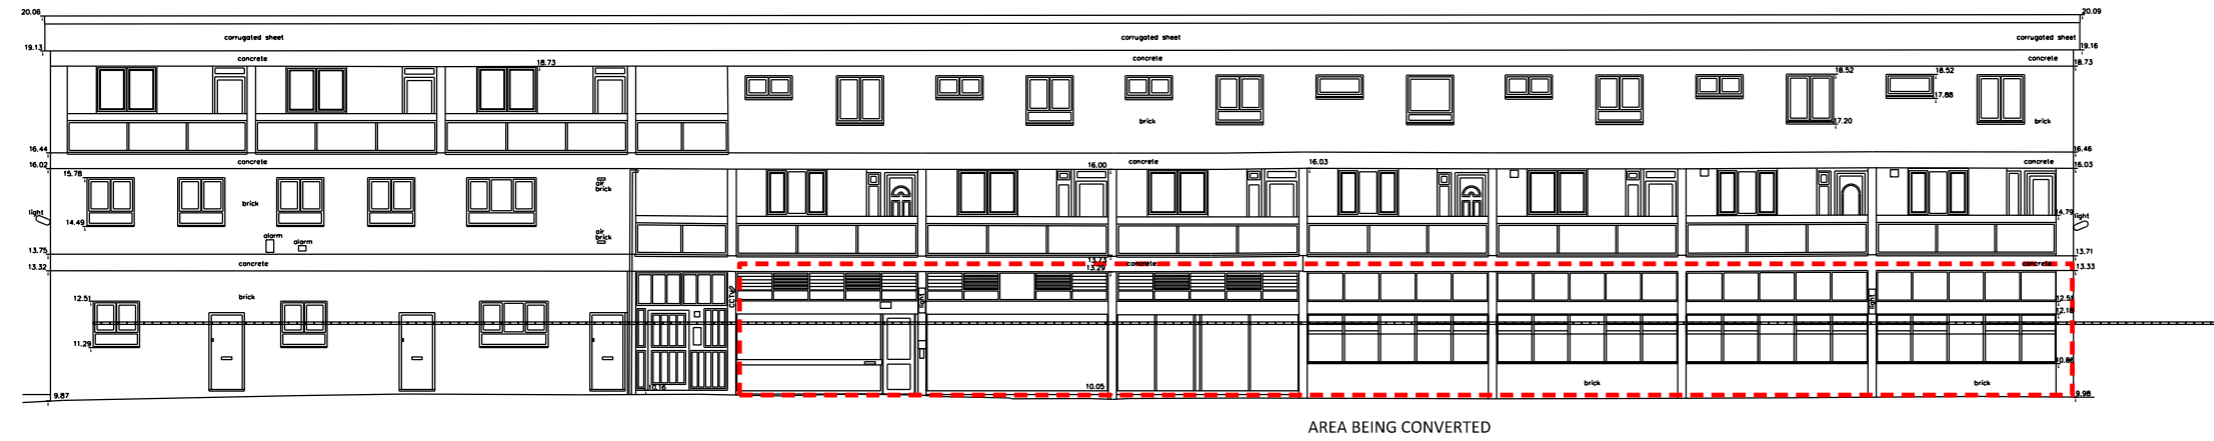 20.06
20.09
corrugated sheet
corrugated sheet
corrugated sheet
19.13
19.16
concrete
concrete
concrete
18.73
18.73
18.52
18.52
17.88
17.20
brick
brick
16.44
16.46
concrete
concrete
concrete
16.02
16.00
16.03
16.03
15.78
air
brick
brick
light
14.79
light
14.49
air
brick
alarm
alarm
13.75
13.73
13.71
concrete
concrete
concrete
13.32
13.29
13.33
brick
CCTV
light
light
12.51
12.51
12.18
11.29
10.86
10.16
10.05
brick
brick
9.87
9.98
AREA BEING CONVERTED